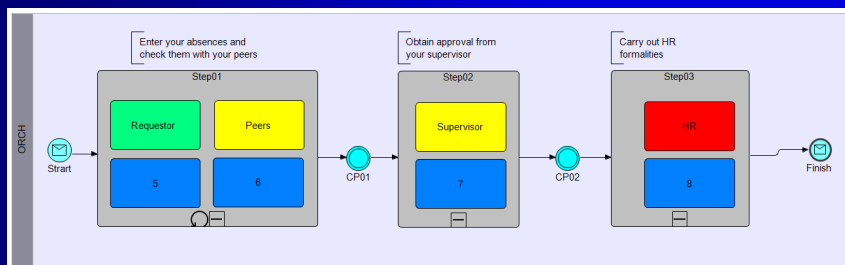 Enter your absences and
check them with your peers
Obtain approval from
your supervisor
Carry out HR
formalities
Step01
Step02
Step03
ORCH
Requestor
Peers
Supervisor
HR
Strart
5
6
CP01
7
CP02
8
Finish